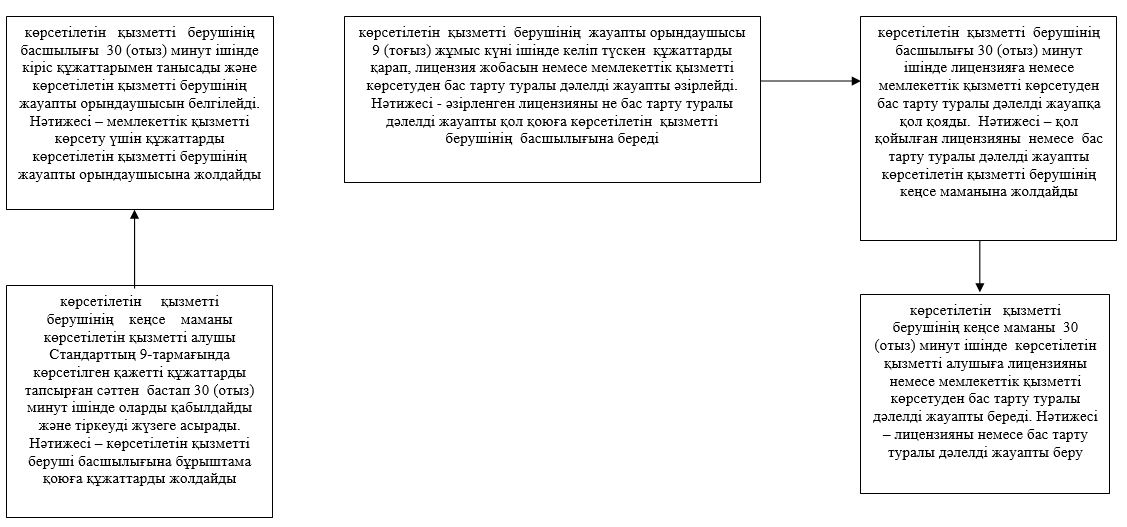 көрсетілетін қызметті берушінің
басшылығы 30 (отыз) минут ішінде
кіріс құжаттарымен танысады және
көрсетілетін қызметті берушінің
жауапты орындаушысын белгілейді.
Нәтижесі – мемлекеттік қызметті
көрсету үшін құжаттарды
көрсетілетін қызметті берушінің
жауапты орындаушысына жолдайды
көрсетілетін қызметті берушінің жауапты орындаушысы
9 (тоғыз) жұмыс күні ішінде келіп түскен құжаттарды
қарап, лицензия жобасын немесе мемлекеттік қызметті
көрсетуден бас тарту туралы дәлелді жауапты әзірлейді.
Нәтижесі - әзірленген лицензияны не бас тарту туралы
дәлелді жауапты қол қоюға көрсетілетін қызметті
берушінің басшылығына береді
көрсетілетін қызметті берушінің
басшылығы 30 (отыз) минут
ішінде лицензияға немесе
мемлекеттік қызметті көрсетуден
бас тарту туралы дәлелді жауапқа
қол қояды. Нәтижесі – қол
қойылған лицензияны немесе бас
тарту туралы дәлелді жауапты
көрсетілетін қызметті берушінің
кеңсе маманына жолдайды
көрсетілетін қызметті
берушінің кеңсе маманы
көрсетілетін қызметті алушы
Стандарттың 9-тармағында
көрсетілген қажетті құжаттарды
тапсырған сәттен бастап 30 (отыз)
минут ішінде оларды қабылдайды
және тіркеуді жүзеге асырады.
Нәтижесі – көрсетілетін қызметті
беруші басшылығына бұрыштама
қоюға құжаттарды жолдайды
көрсетілетін қызметті
берушінің кеңсе маманы 30
(отыз) минут ішінде көрсетілетін
қызметті алушыға лицензияны
немесе мемлекеттік қызметті
көрсетуден бас тарту туралы
дәлелді жауапты береді. Нәтижесі
– лицензияны немесе бас тарту
туралы дәлелді жауапты беру